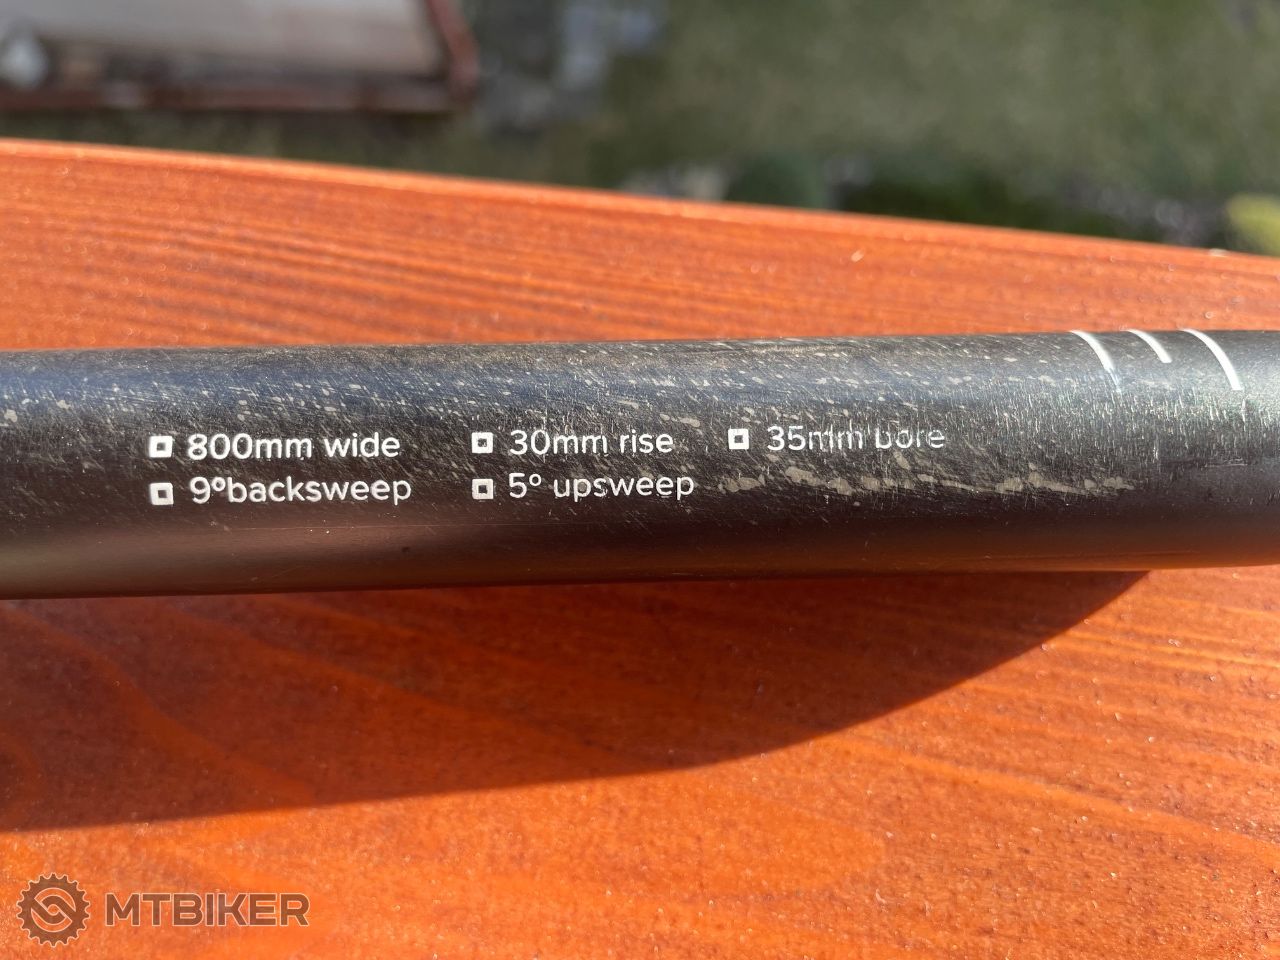 800mm wide 30mm rise 35mm bore
9°backsweep 5° upsweep
MTBIKER